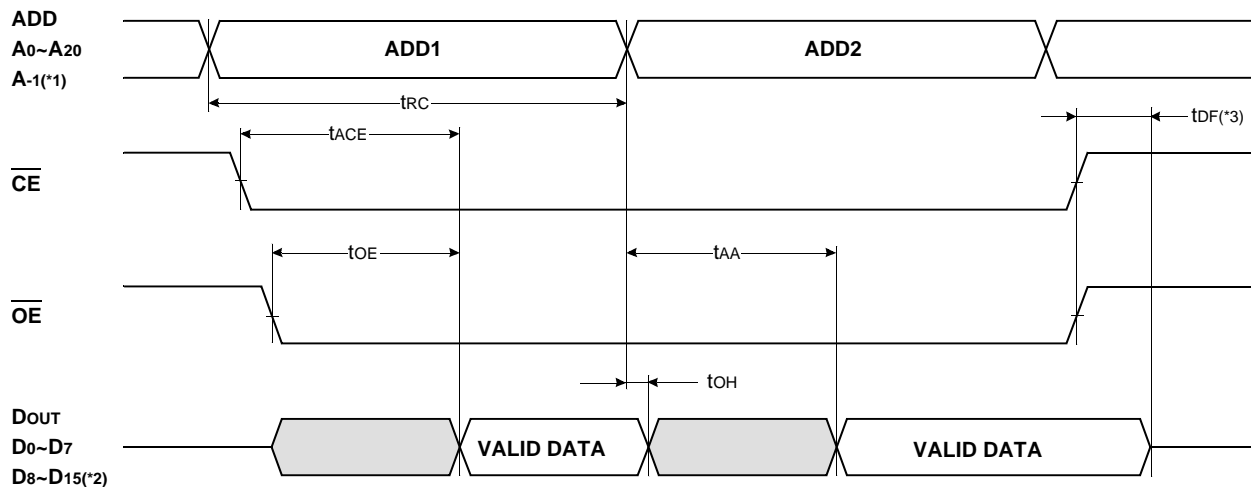 ADD
A0~A20
A-1(*1)
ADD1
ADD2
tRC
tACE
tDF(*3)
CE
tOE
tAA
OE
tOH
DOUT
D0~D7
D8~D15(*2)
VALID DATA
VALID DATA